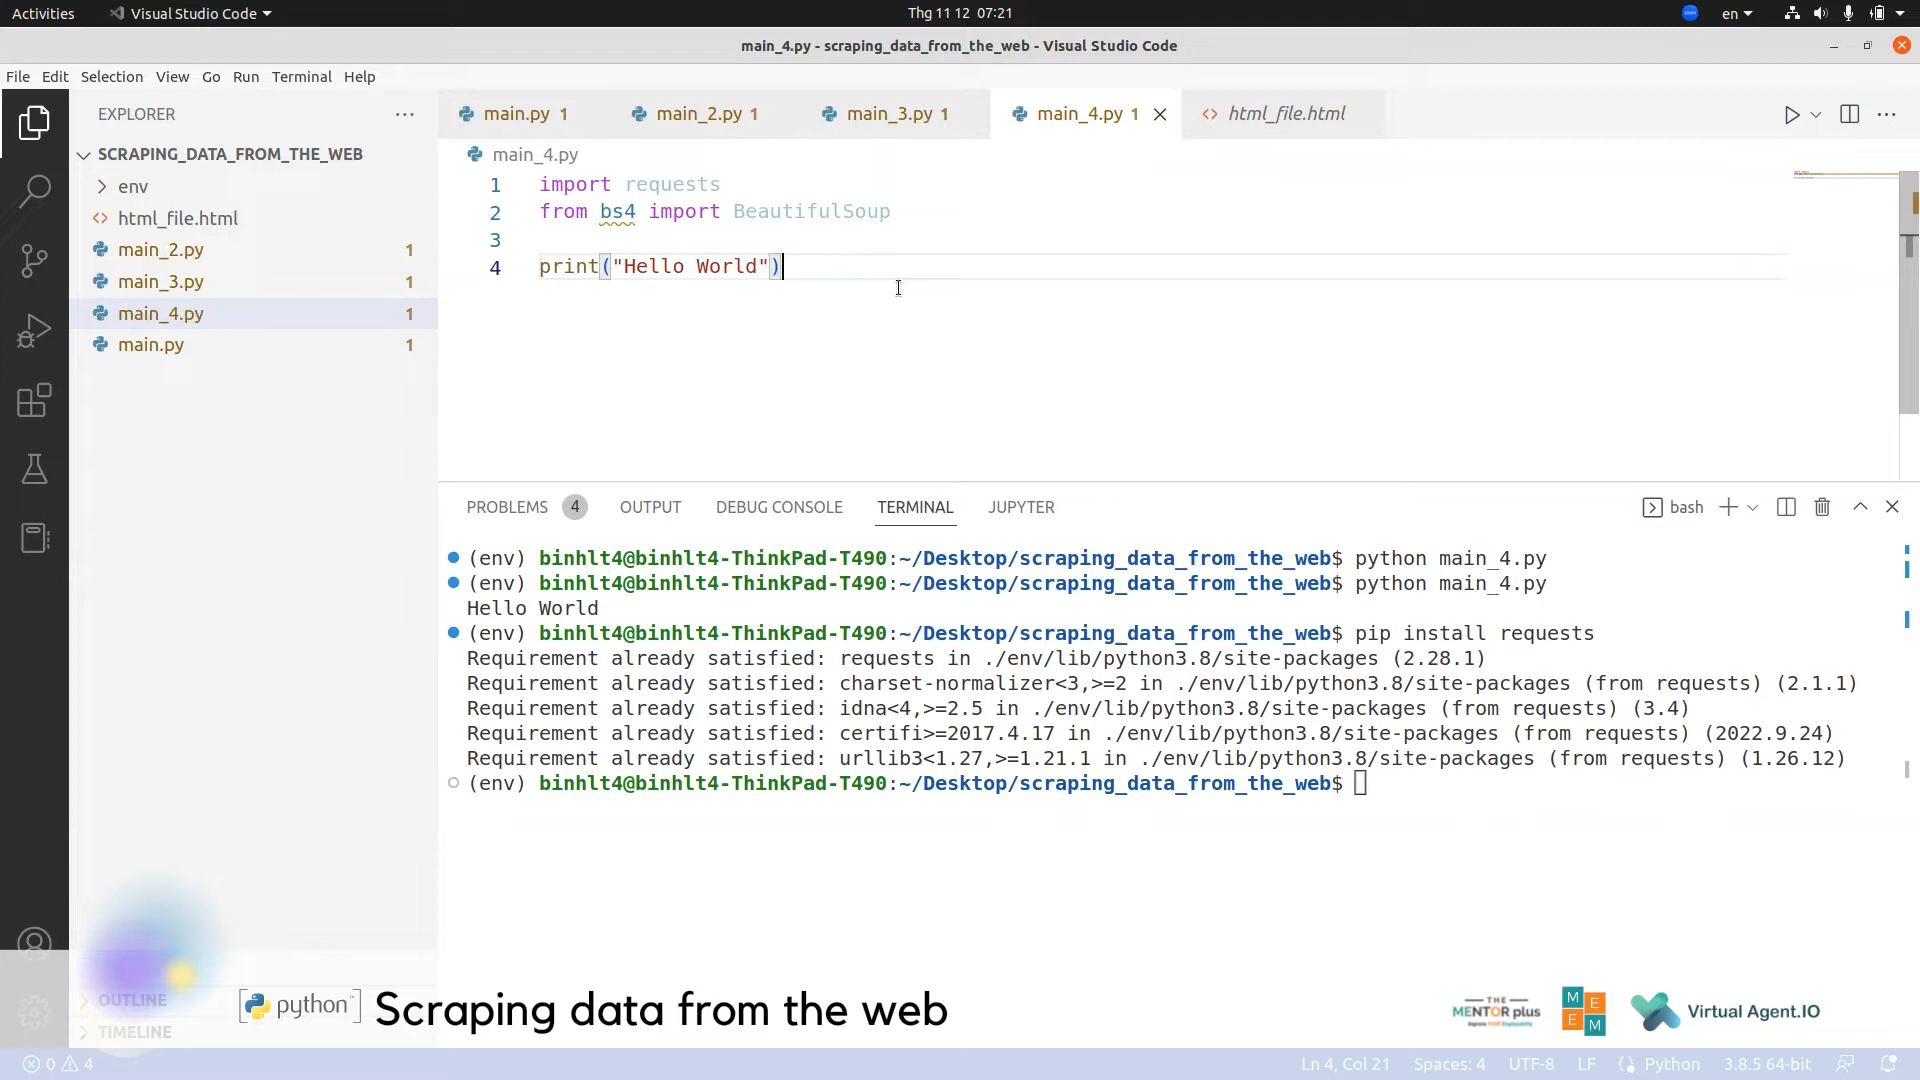 Activities Visual Studio Code Thg 11 12 07:21 en
main_4.py - scraping_data_from_the_web - Visual Studio Code
File Edit Selection View Go Run Terminal Help
EXPLORER
main.py 1 main_2.py 1 main_3.py 1 main_4.py 1 html_file.html
SCRAPING_DATA_FROM_THE_WEB
env
html_file.html
main_2.py 1
main_3.py 1
main_4.py 1
main.py 1
main_4.py
1 import requests
2 from bs4 import BeautifulSoup
3
4 print("Hello World")
PROBLEMS 4 OUTPUT DEBUG CONSOLE TERMINAL JUPYTER bash
(env) binhlt4@binhlt4-ThinkPad-T490:~/Desktop/scraping_data_from_the_web$ python main_4.py
(env) binhlt4@binhlt4-ThinkPad-T490:~/Desktop/scraping_data_from_the_web$ python main_4.py
Hello World
(env) binhlt4@binhlt4-ThinkPad-T490:~/Desktop/scraping_data_from_the_web$ pip install requests
Requirement already satisfied: requests in ./env/lib/python3.8/site-packages (2.28.1)
Requirement already satisfied: charset-normalizer<3,>=2 in ./env/lib/python3.8/site-packages (from requests) (2.1.1)
Requirement already satisfied: idna<4,>=2.5 in ./env/lib/python3.8/site-packages (from requests) (3.4)
Requirement already satisfied: certifi>=2017.4.17 in ./env/lib/python3.8/site-packages (from requests) (2022.9.24)
Requirement already satisfied: urllib3<1.27,>=1.21.1 in ./env/lib/python3.8/site-packages (from requests) (1.26.12)
(env) binhlt4@binhlt4-ThinkPad-T490:~/Desktop/scraping_data_from_the_web$
OUTLINE
TIMELINE
python Scraping data from the web
THE
MENTOR plus
M E
E M
Virtual Agent.IO
0 4 Ln 4, Col 21 Spaces: 4 UTF-8 LF Python 3.8.5 64-bit